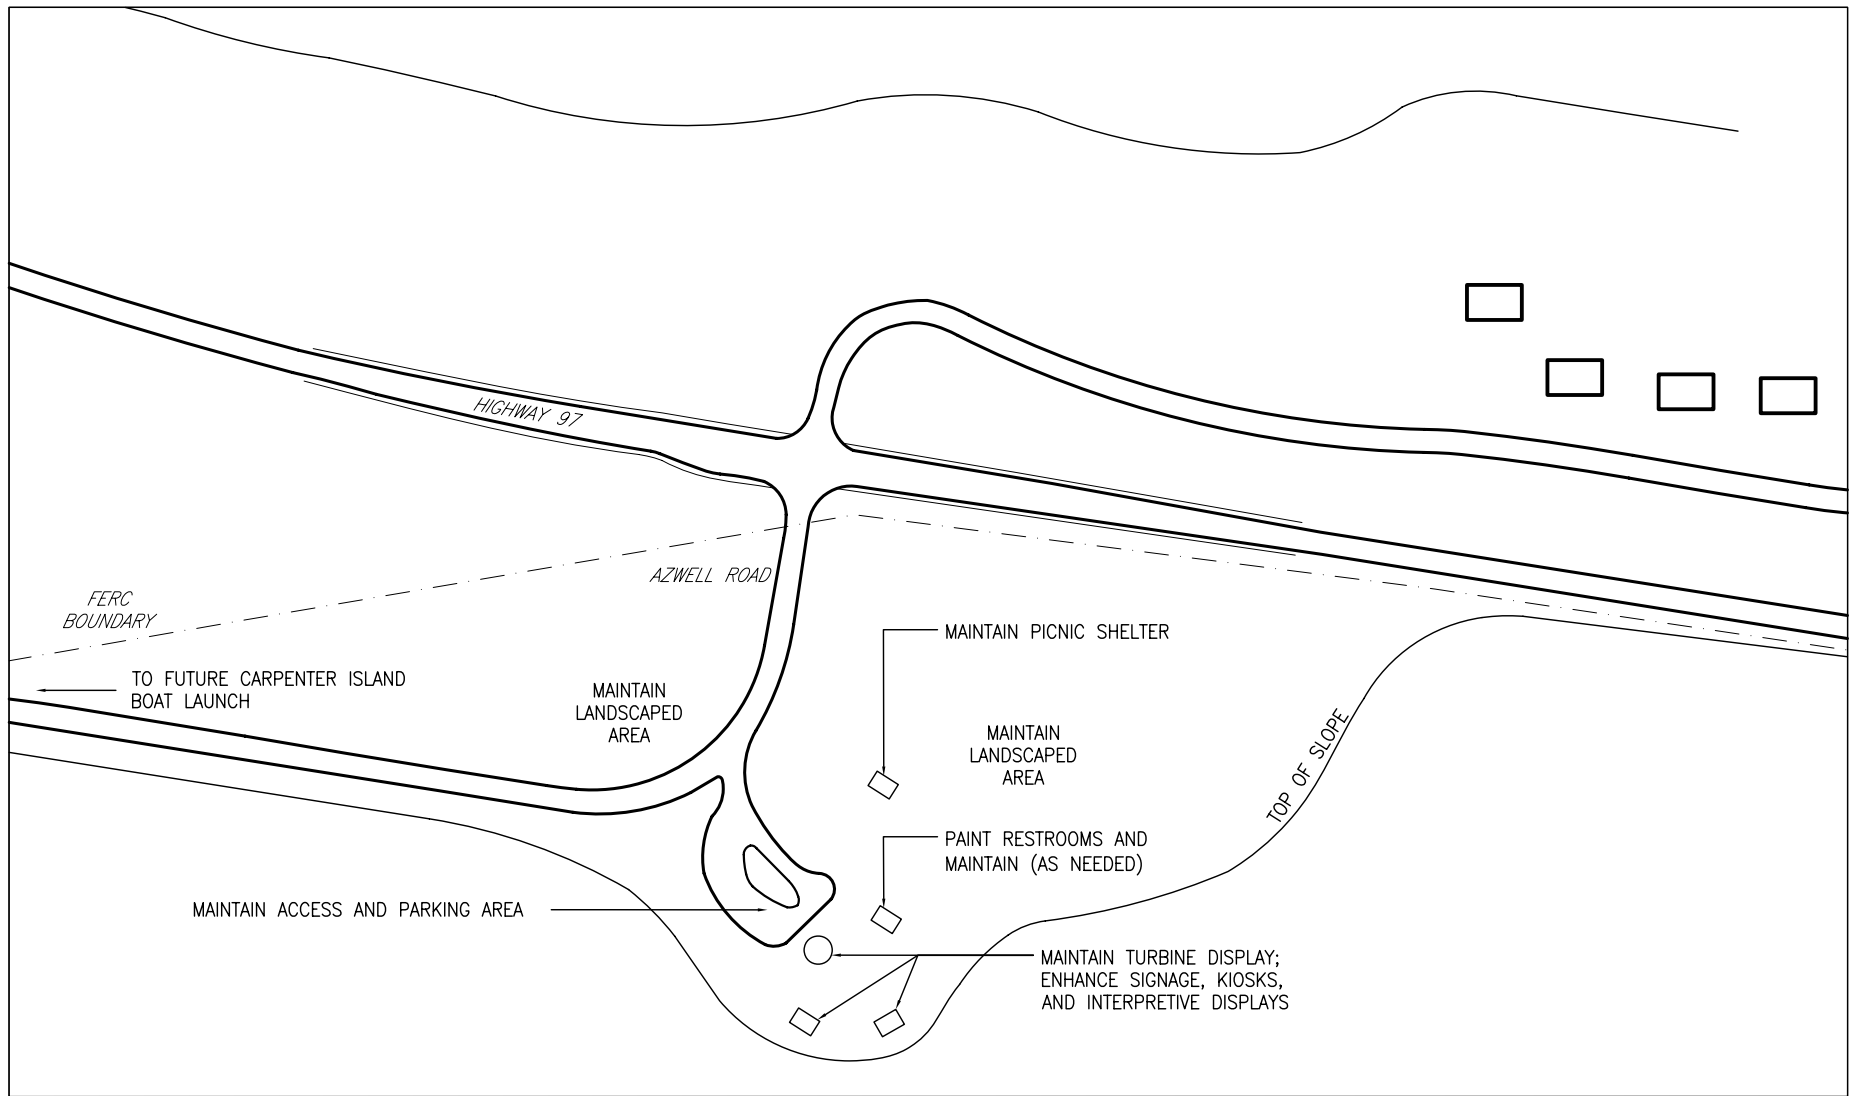 HIGHWAY 97
AZWELL ROAD
FERC
BOUNDARY
MAINTAIN PICNIC SHELTER
TO FUTURE CARPENTER ISLAND
BOAT LAUNCH
MAINTAIN
LANDSCAPED
AREA
MAINTAIN
LANDSCAPED
AREA
TOP OF SLOPE
PAINT RESTROOMS AND
MAINTAIN (AS NEEDED)
MAINTAIN ACCESS AND PARKING AREA
MAINTAIN TURBINE DISPLAY;
ENHANCE SIGNAGE, KIOSKS,
AND INTERPRETIVE DISPLAYS